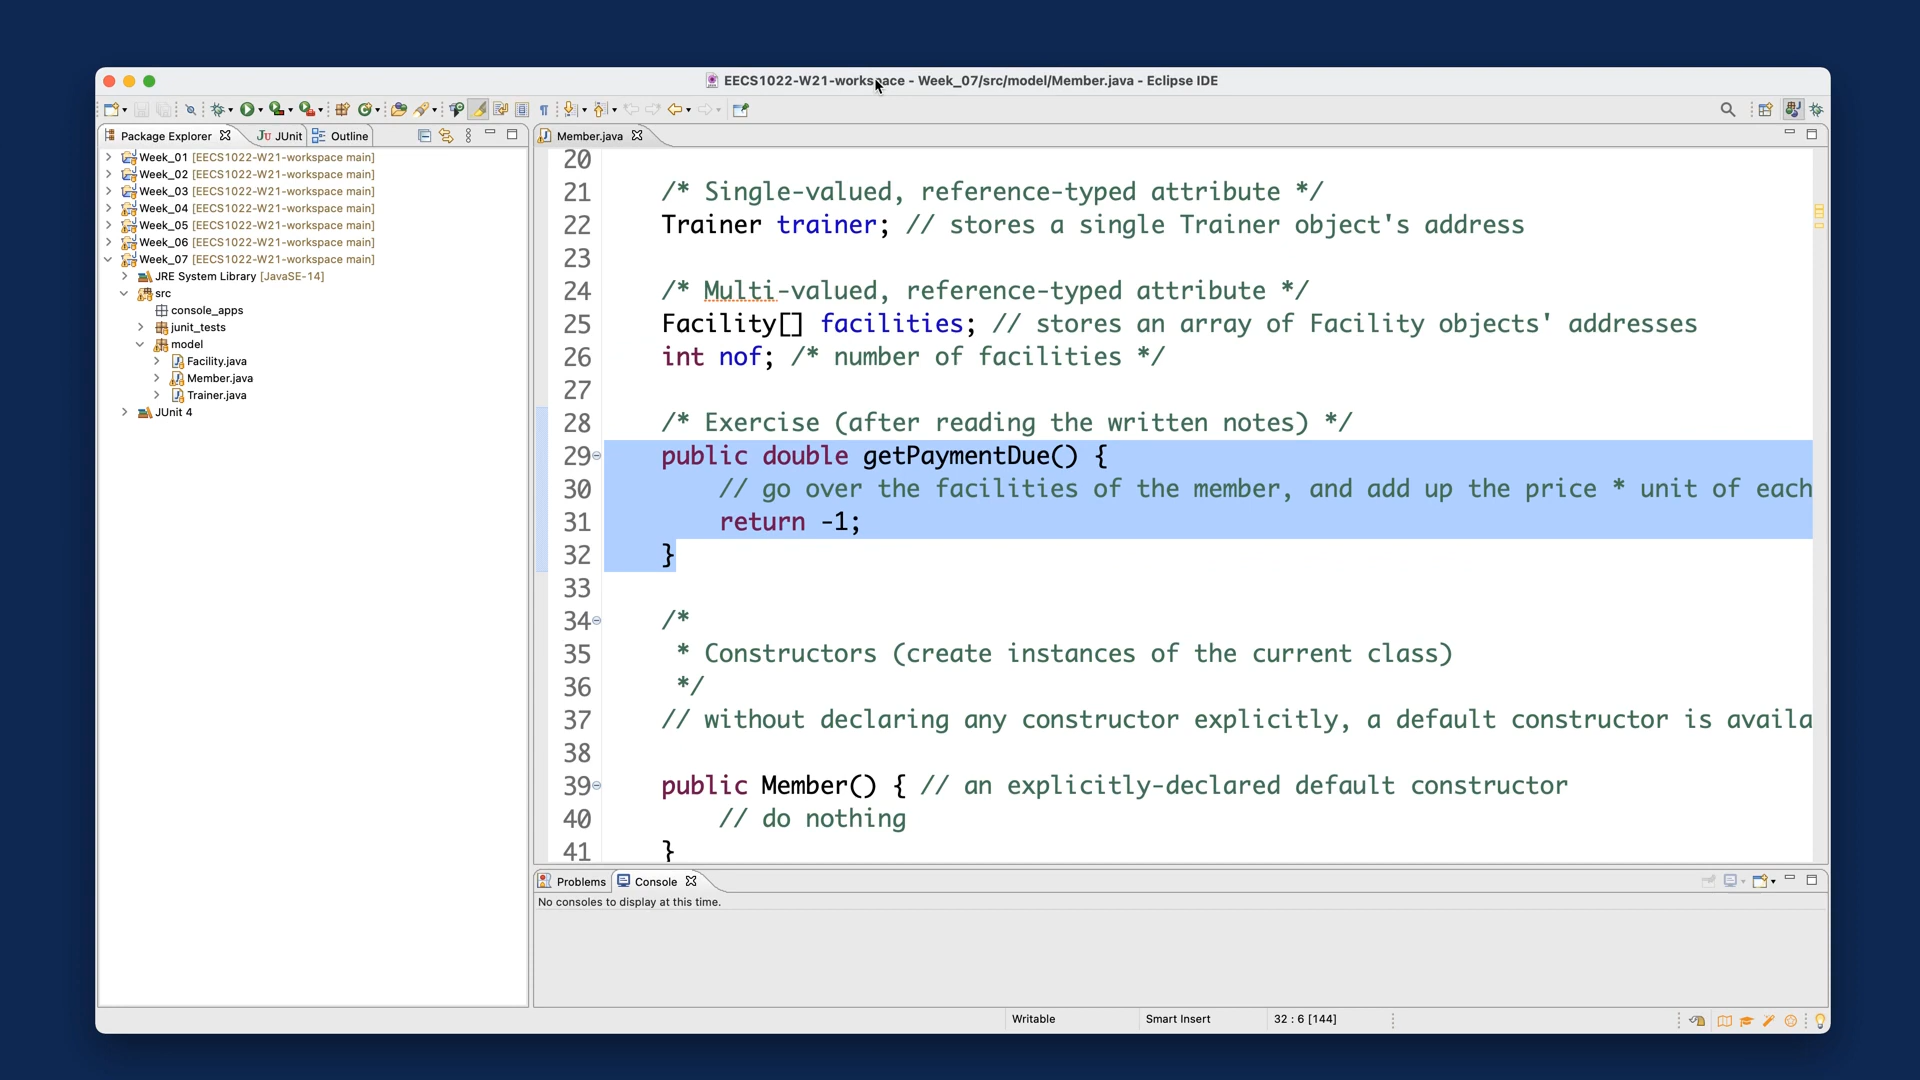 EECS1022-W21-workspace - Week_07/src/model/Member.java - Eclipse IDE
Package Explorer
JUnit
Outline
Week_01 [EECS1022-W21-workspace main]
Week_02 [EECS1022-W21-workspace main]
Week_03 [EECS1022-W21-workspace main]
Week_04 [EECS1022-W21-workspace main]
Week_05 [EECS1022-W21-workspace main]
Week_06 [EECS1022-W21-workspace main]
Week_07 [EECS1022-W21-workspace main]
JRE System Library [JavaSE-14]
src
console_apps
junit_tests
model
Facility.java
Member.java
Trainer.java
JUnit 4
Member.java
20
21 /* Single-valued, reference-typed attribute */
22 Trainer trainer; // stores a single Trainer object's address
23
24 /* Multi-valued, reference-typed attribute */
25 Facility[] facilities; // stores an array of Facility objects' addresses
26 int nof; /* number of facilities */
27
28 /* Exercise (after reading the written notes) */
29 public double getPaymentDue() {
30 // go over the facilities of the member, and add up the price * unit of each
31 return -1;
32 }
33
34 /*
35 * Constructors (create instances of the current class)
36 */
37 // without declaring any constructor explicitly, a default constructor is availa
38
39 public Member() { // an explicitly-declared default constructor
40 // do nothing
41 }
Problems
Console
No consoles to display at this time.
Writable
Smart Insert
32 : 6 [144]